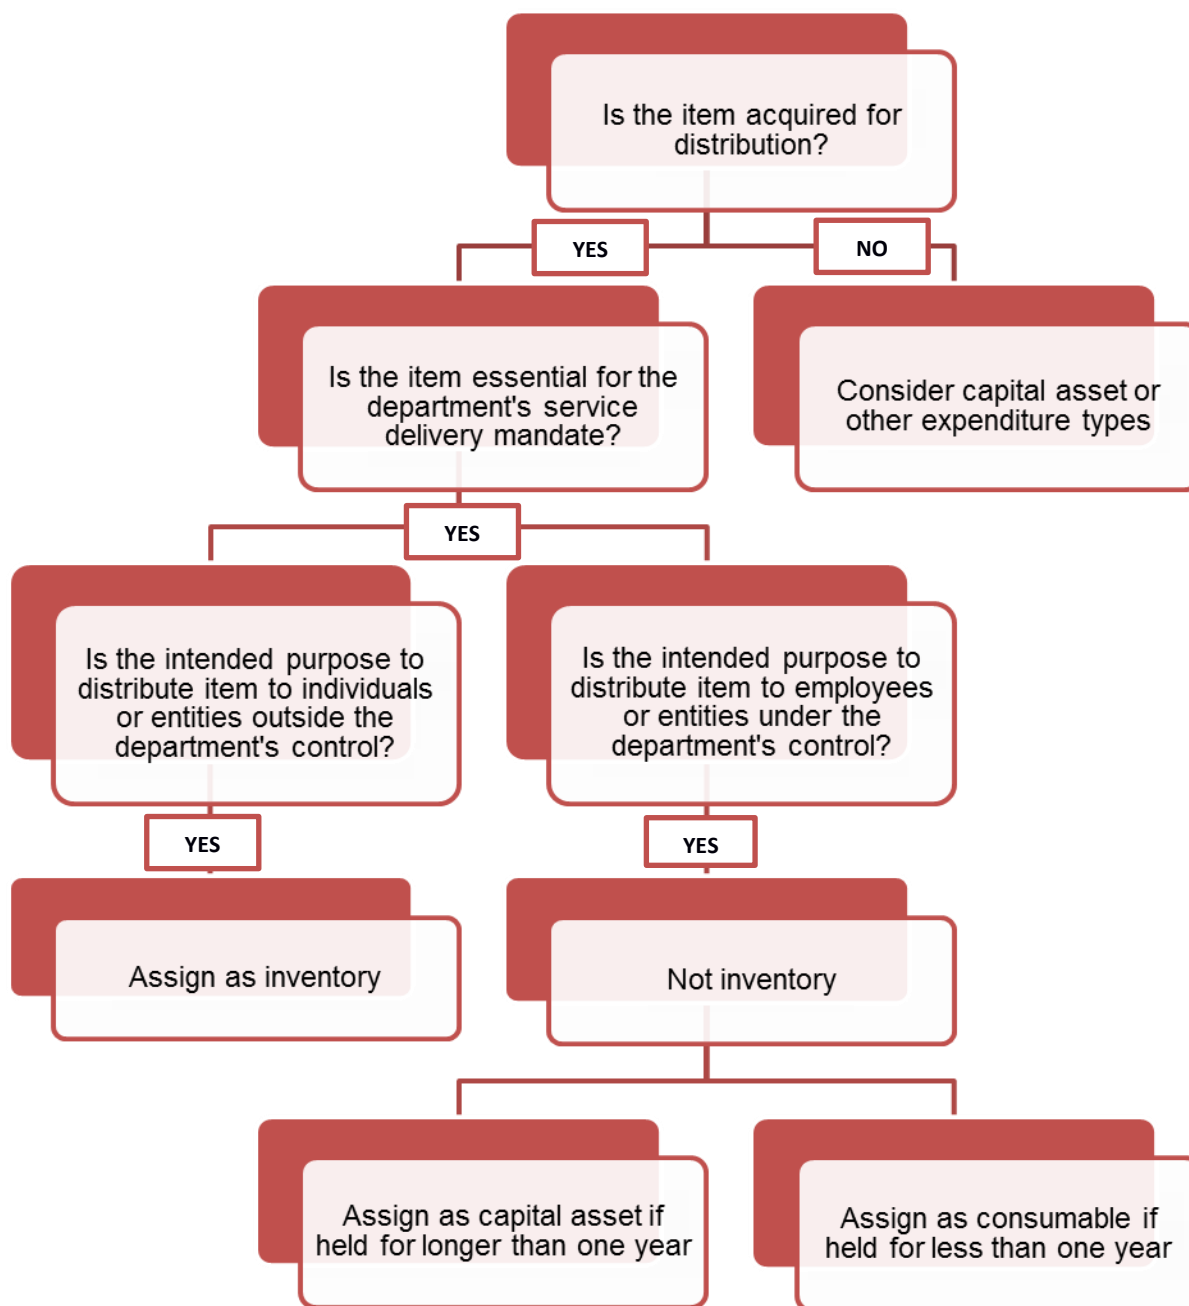 Is the item acquired for
distribution?
YES
NO
Is the item essential for the
department's service
delivery mandate?
Consider capital asset or
other expenditure types
YES
Is the intended purpose to
distribute item to individuals
or entities outside the
department's control?
Is the intended purpose to
distribute item to employees
or entities under the
department's control?
YES
YES
Assign as inventory
Not inventory
Assign as capital asset if
held for longer than one year
Assign as consumable if
held for less than one year